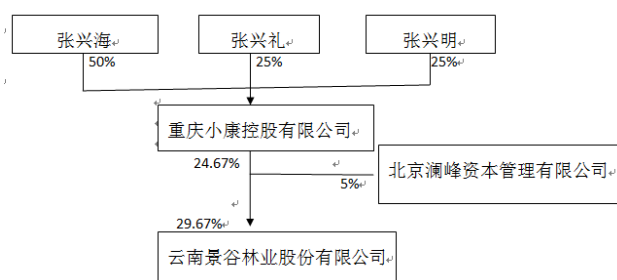 张兴海
张兴礼
张兴明
50%
25%
25%
重庆小康控股有限公司
24.67%
北京澜峰资本管理有限公司
5%
29.67%
云南景谷林业股份有限公司